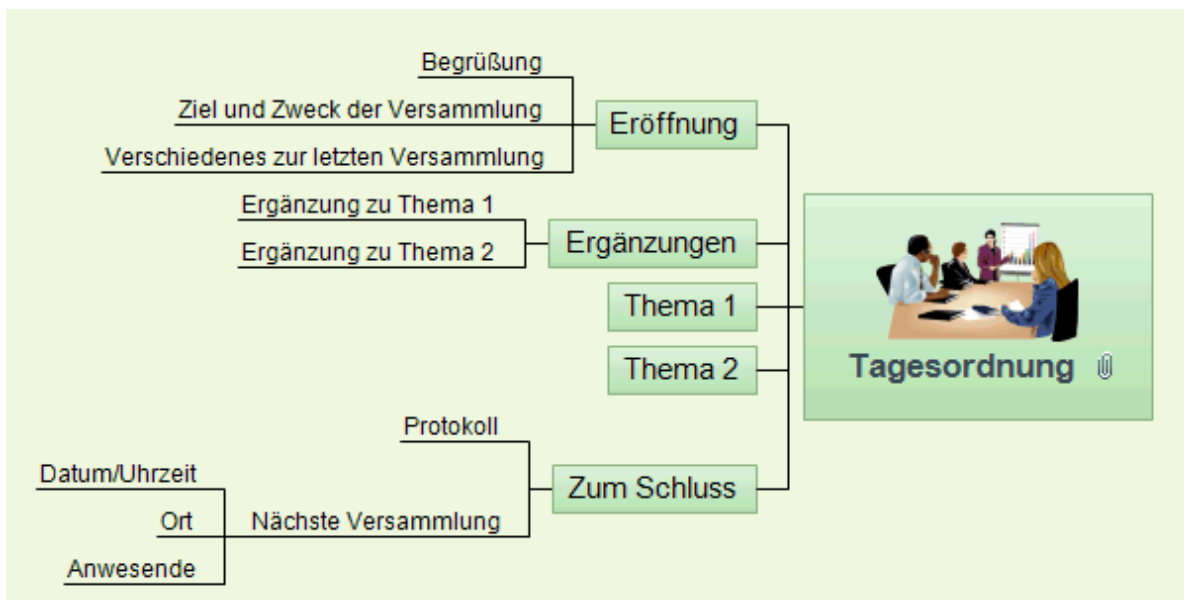 Begrüßung
Ziel und Zweck der Versammlung
Eröffnung
Verschiedenes zur letzten Versammlung
Ergänzung zu Thema 1
Ergänzungen
Ergänzung zu Thema 2
Thema 1
Thema 2
Tagesordnung
Protokoll
Datum/Uhrzeit
Zum Schluss
Ort
Nächste Versammlung
Anwesende